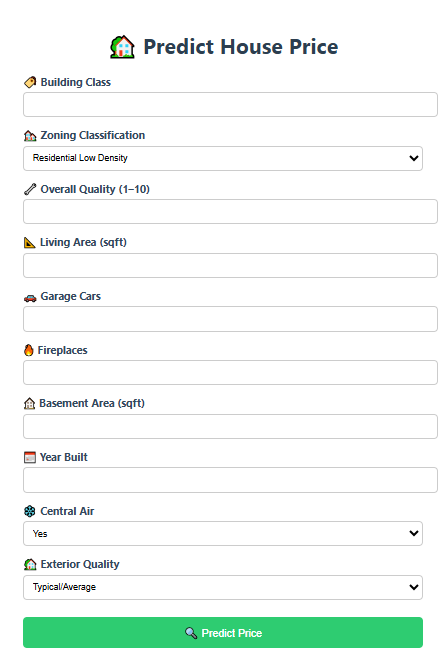 Predict House Price
Building Class
Zoning Classification
Residential Low Density
Overall Quality (1–10)
Living Area (sqft)
Garage Cars
Fireplaces
Basement Area (sqft)
Year Built
Central Air
Yes
Exterior Quality
Typical/Average
Predict Price